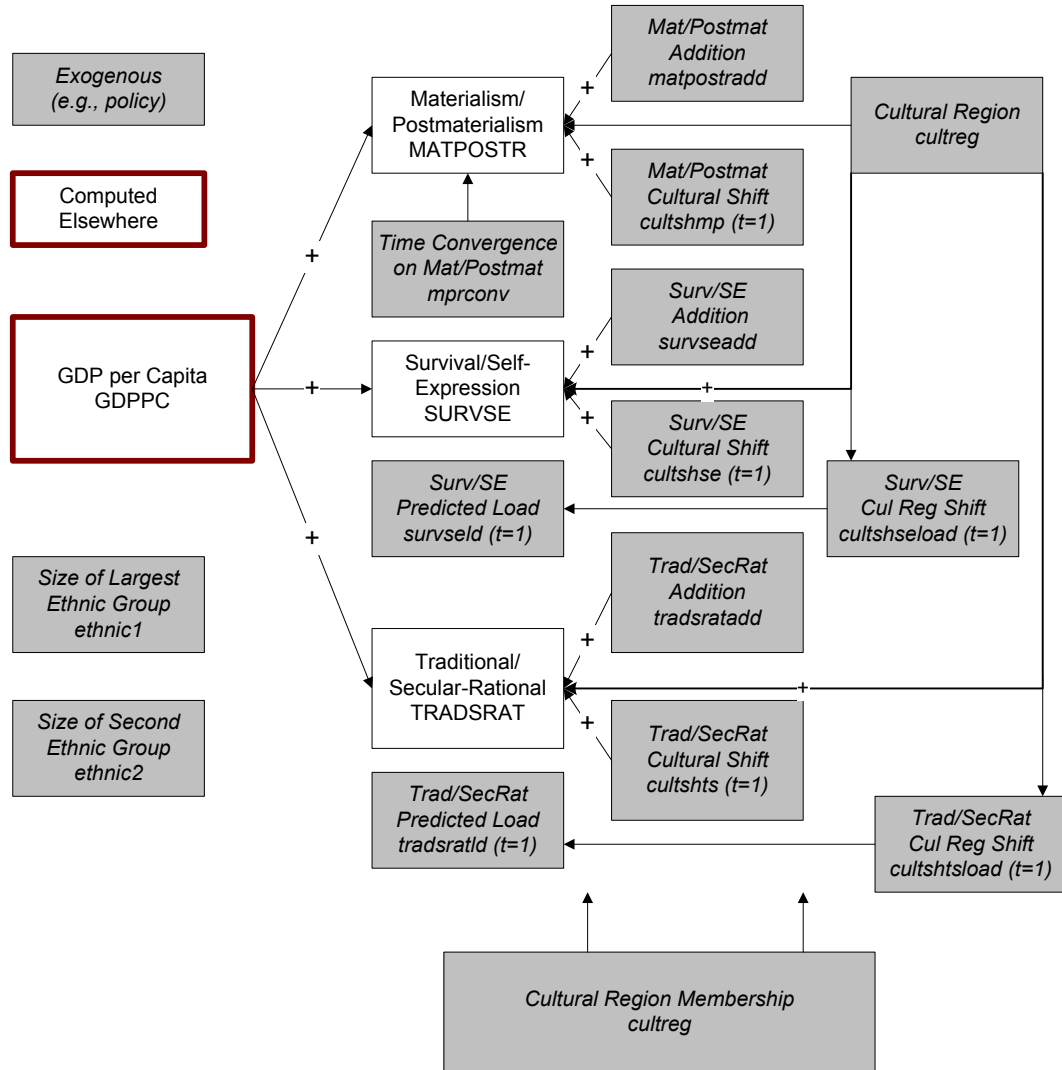 Exogenous
(e.g., policy)
Computed
Elsewhere
GDP per Capita
GDPPC
Size of Largest
Ethnic Group
ethnic1
Size of Second
Ethnic Group
ethnic2
+
+
+
Materialism/
Postmaterialism
MATPOSTR
Time Convergence
on Mat/Postmat
mprconv
Survival/Self-
Expression
SURVSE
Surv/SE
Predicted Load
survseld (t=1)
Traditional/
Secular-Rational
TRADSRAT
Trad/SecRat
Predicted Load
tradsratld (t=1)
+
+
+
+
+
+
Mat/Postmat
Addition
matpostradd
Mat/Postmat
Cultural Shift
cultshmp (t=1)
Surv/SE
Addition
survseadd
Surv/SE
Cultural Shift
cultshse (t=1)
Trad/SecRat
Addition
tradsratadd
Trad/SecRat
Cultural Shift
cultshts (t=1)
+
+
Cultural Region
cultreg
Surv/SE
Cul Reg Shift
cultshseload (t=1)
Trad/SecRat
Cul Reg Shift
cultshtsload (t=1)
Cultural Region Membership
cultreg